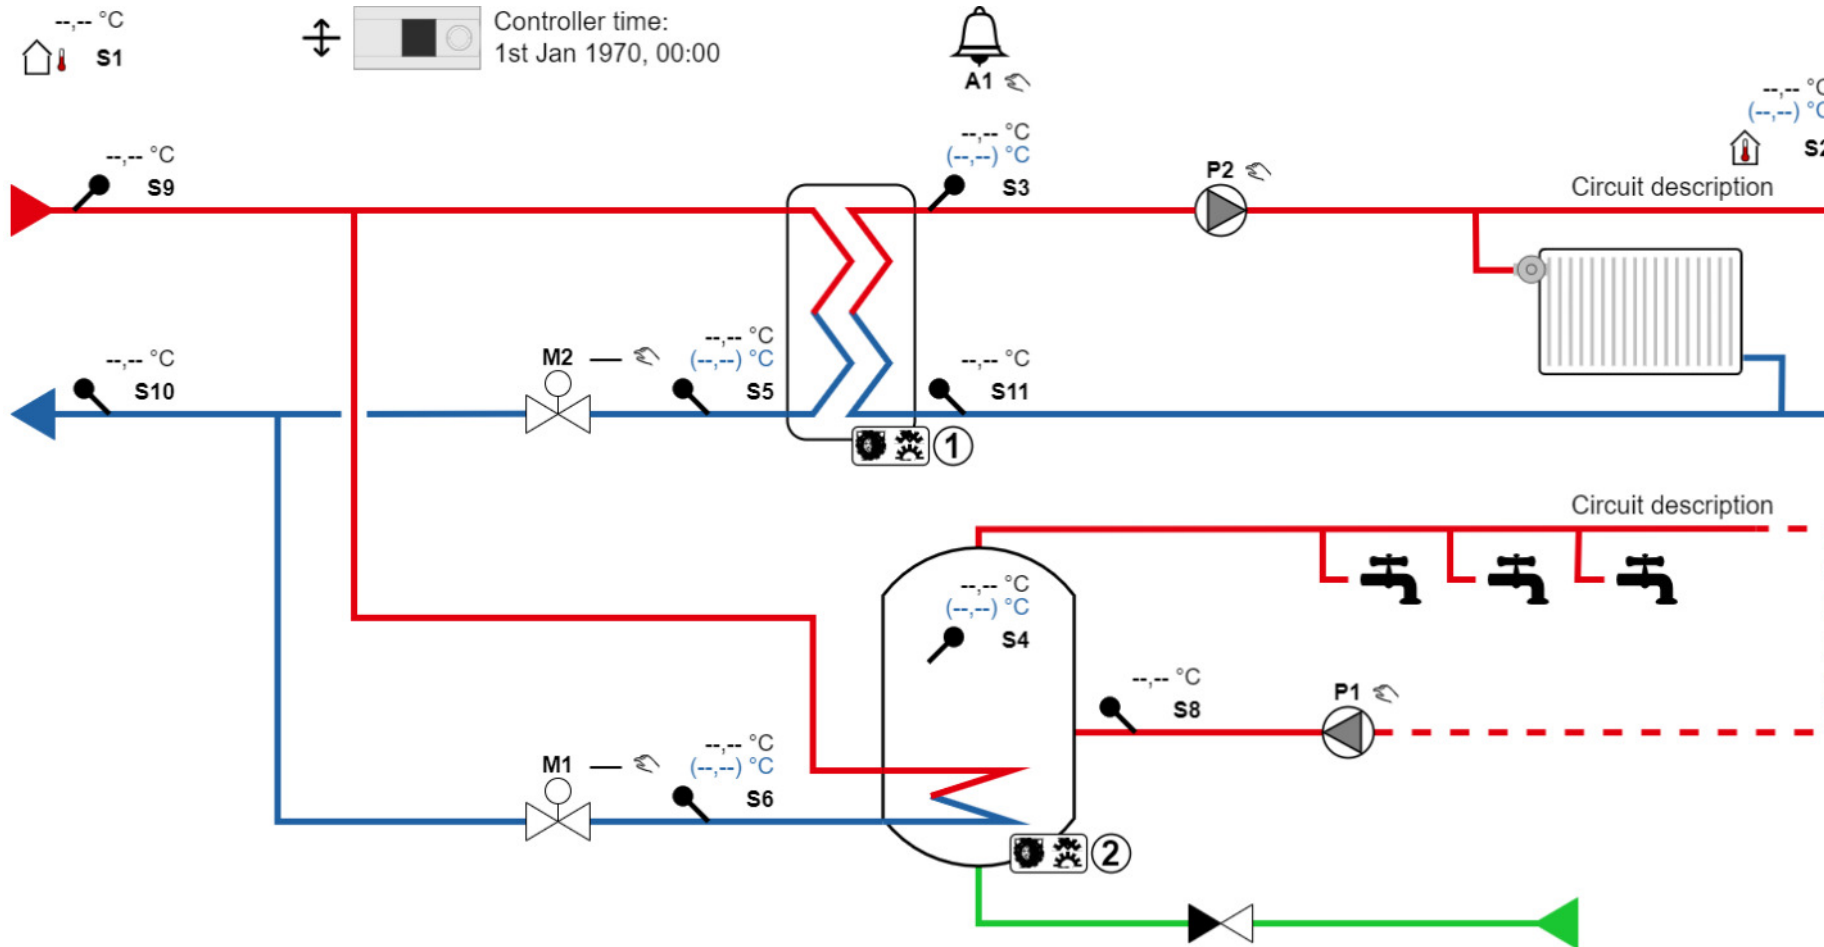 --,-- °C
S1
Controller time:
1st Jan 1970, 00:00
A1
--,-- °C
(--,--) °C
S2
--,-- °C
S9
--,-- °C
(--,--) °C
S3
P2
Circuit description
--,-- °C
S10
M2
--,-- °C
(--,--) °C
S5
--,-- °C
S11
1
Circuit description
--,-- °C
(--,--) °C
S4
--,-- °C
S8
P1
M1
--,-- °C
(--,--) °C
S6
2